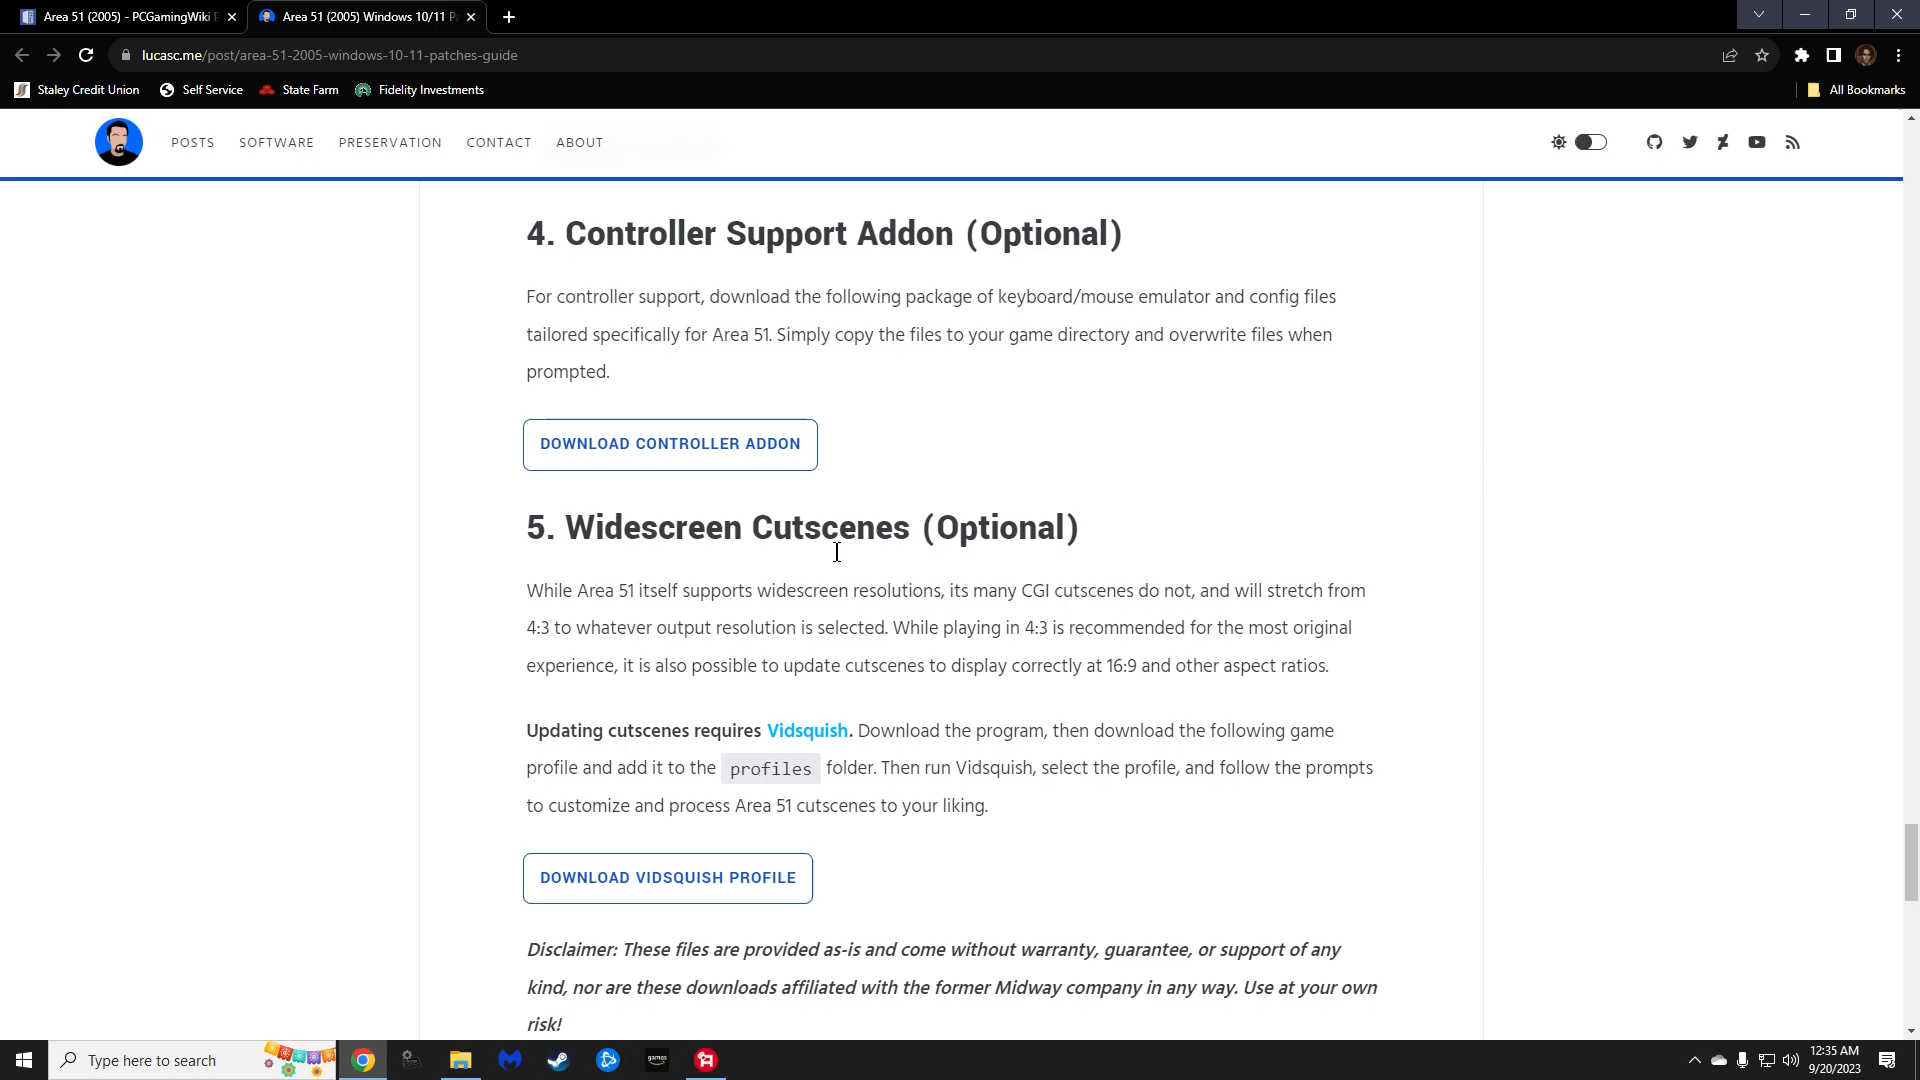 Area 51 (2005) - PCGamingWiki
Area 51 (2005) Windows 10/11 P
lucasc.me/post/area-51-2005-windows-10-11-patches-guide
Staley Credit Union
Self Service
State Farm
Fidelity Investments
All Bookmarks
POSTS
SOFTWARE
PRESERVATION
CONTACT
ABOUT
4. Controller Support Addon (Optional)
For controller support, download the following package of keyboard/mouse emulator and config files
tailored specifically for Area 51. Simply copy the files to your game directory and overwrite files when
prompted.
DOWNLOAD CONTROLLER ADDON
5. Widescreen Cutscenes (Optional)
While Area 51 itself supports widescreen resolutions, its many CGI cutscenes do not, and will stretch from
4:3 to whatever output resolution is selected. While playing in 4:3 is recommended for the most original
experience, it is also possible to update cutscenes to display correctly at 16:9 and other aspect ratios.
Updating cutscenes requires Vidsquish. Download the program, then download the following game
profile and add it to the profiles folder. Then run Vidsquish, select the profile, and follow the prompts
to customize and process Area 51 cutscenes to your liking.
DOWNLOAD VIDSQUISH PROFILE
Disclaimer: These files are provided as-is and come without warranty, guarantee, or support of any
kind, nor are these downloads affiliated with the former Midway company in any way. Use at your own
risk!
Type here to search
games
12:35 AM
9/20/2023